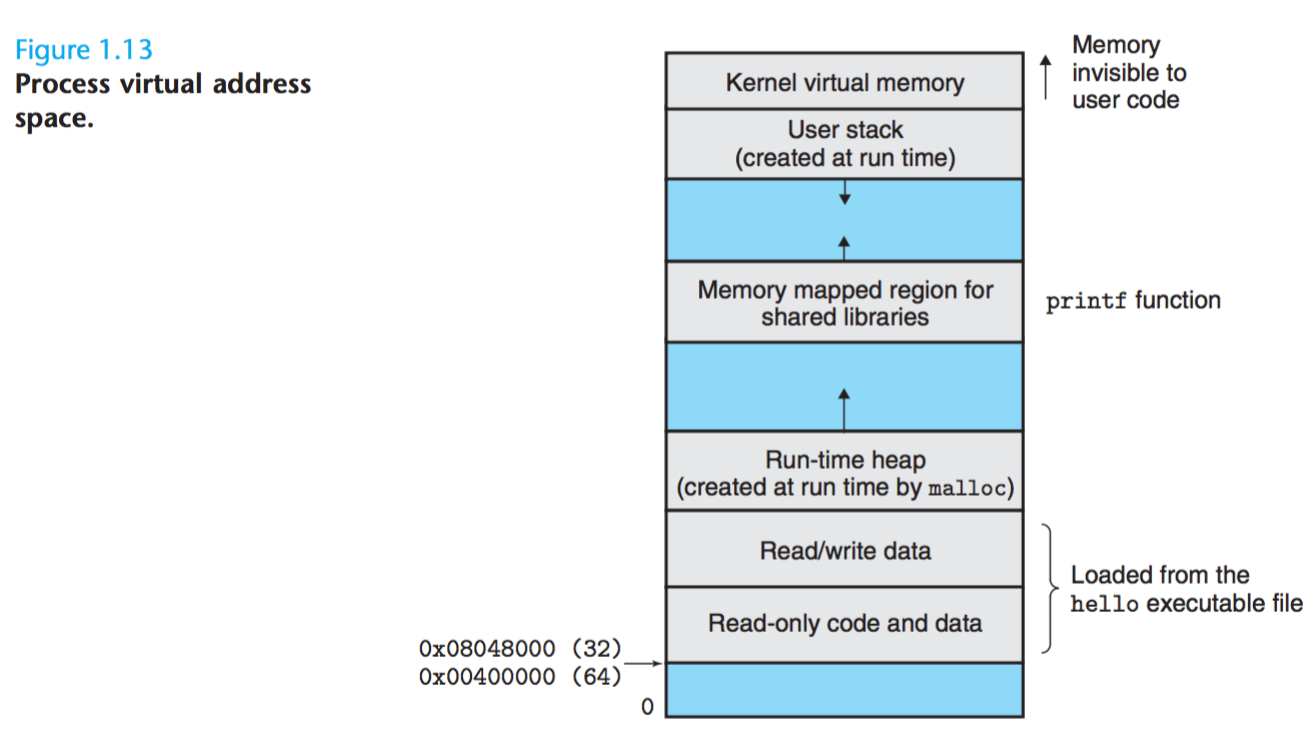 Figure 1.13
Process virtual address
space.
Memory
invisible to
user code
Kernel virtual memory
User stack
(created at run time)
Memory mapped region for
shared libraries
printf function
Run-time heap
(created at run time by malloc)
Read/write data
Loaded from the
hello executable file
Read-only code and data
0x08048000 (32)
0x00400000 (64)
0